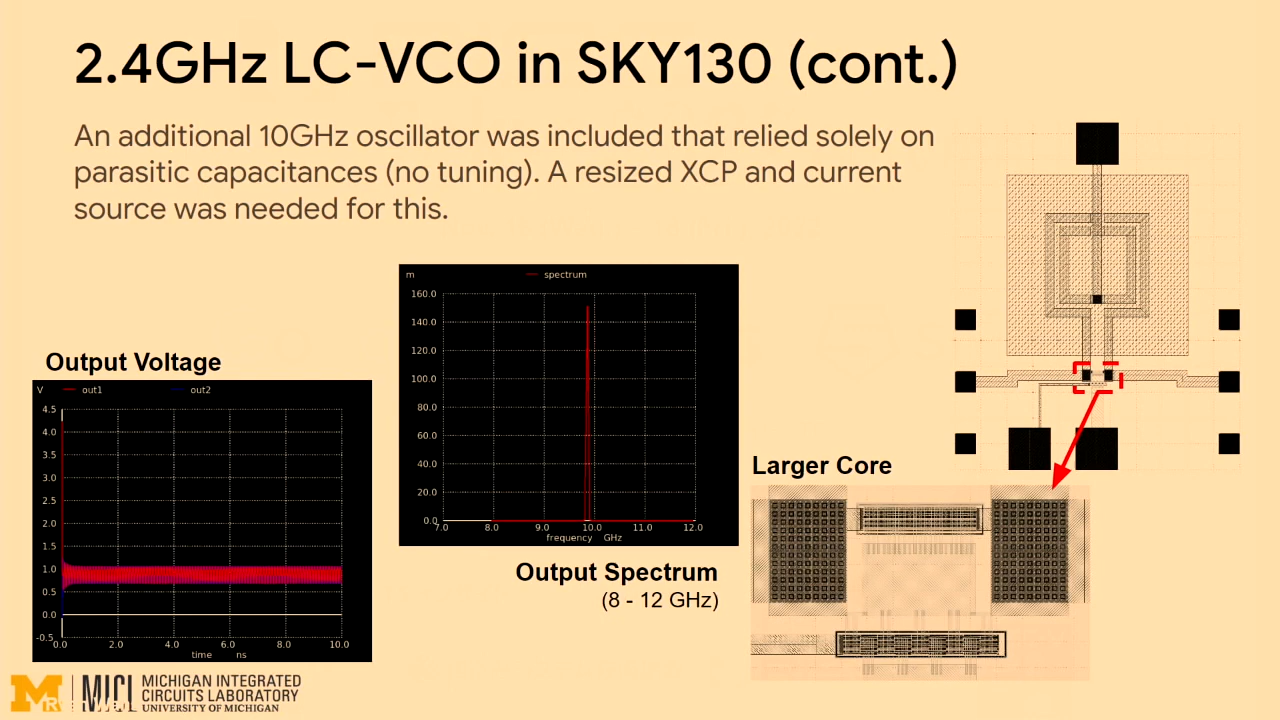 2.4GHz LC-VCO in SKY130 (cont.)
An additional 10GHz oscillator was included that relied solely on
parasitic capacitances (no tuning). A resized XCP and current
source was needed for this.
Output Voltage
V out1 out2
4.5
4.0
3.5
3.0
2.5
2.0
1.5
1.0
0.5
0.0
-0.5
0.0 2.0 4.0 6.0 8.0 10.0
time ns
m spectrum
160.0
140.0
120.0
100.0
80.0
60.0
40.0
20.0
0.0
7.0 8.0 9.0 10.0 11.0 12.0
frequency GHz
Output Spectrum
(8 - 12 GHz)
Larger Core
M MICL
MICHIGAN INTEGRATED
CIRCUITS LABORATORY
UNIVERSITY OF MICHIGAN